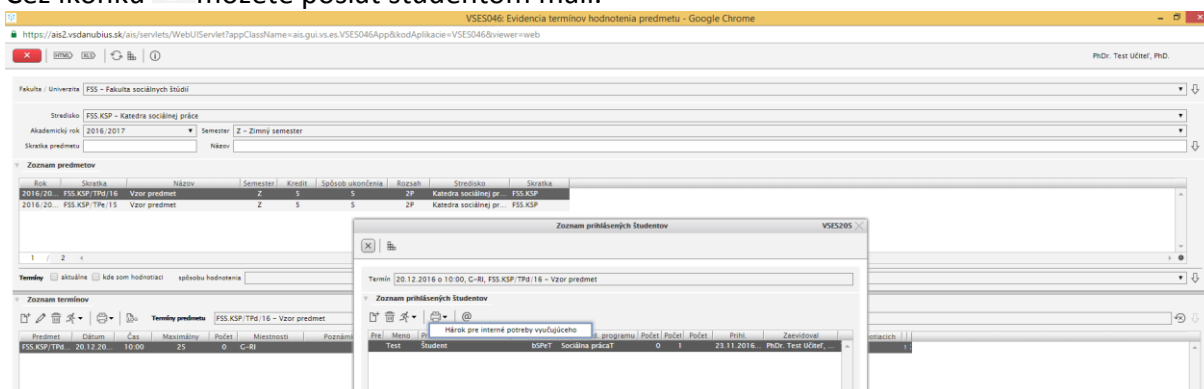 Cez ikonku možete poslať študentom mail.
VSES046: Evidencia termínov hodnotenia predmetu - Google Chrome
https://ais2.vsdanubius.sk/ais/servlets/WebUIServlet?appClassName=ais.gui.vs.es.VSES046App&kodAplikacie=VSES046&viewer=web
HTML XLS PhDr. Test Učiteľ, PhD.
Fakulta / Univerzita FSS – Fakulta sociálnych štúdií
Stredisko FSS.KSP – Katedra sociálnej práce
Akademický rok 2016/2017 Semester Z – Zimný semester
Skratka predmetu Názov
Zoznam predmetov
Rok Skratka Názov Semester Kredit Spôsob ukončenia Rozsah Stredisko Skratka
2016/20... FSS.KSP/TPd/16 Vzor predmet Z 5 S 2P Katedra sociálnej pr... FSS.KSP
2016/20... FSS.KSP/TPe/15 Vzor predmet Z 5 S 2P Katedra sociálnej pr... FSS.KSP
1 / 2
Termíny aktuálne kde som hodnotiaci spôsobu hodnotenia
Zoznam termínov
Termíny predmetu FSS.KSP/TPd/16 – Vzor predmet
Predmet Dátum Čas Maximálny Počet Miestnosti Poznám
FSS.KSP/TPd... 20.12.20... 10:00 25 0 C-RI
Zoznam prihlásených študentov VSES205
Termín 20.12.2016 o 10:00, C-RI, FSS.KSP/TPd/16 – Vzor predmet
Zoznam prihlásených študentov
@
Hárok pre interné potreby vyučujúceho
Pre Meno programu Počet Počet Počet Prihl. Zaevidoval
Test Študent bSPeT Sociálna prácaT 0 1 23.11.2016... PhDr. Test Učiteľ, ...
otiacich